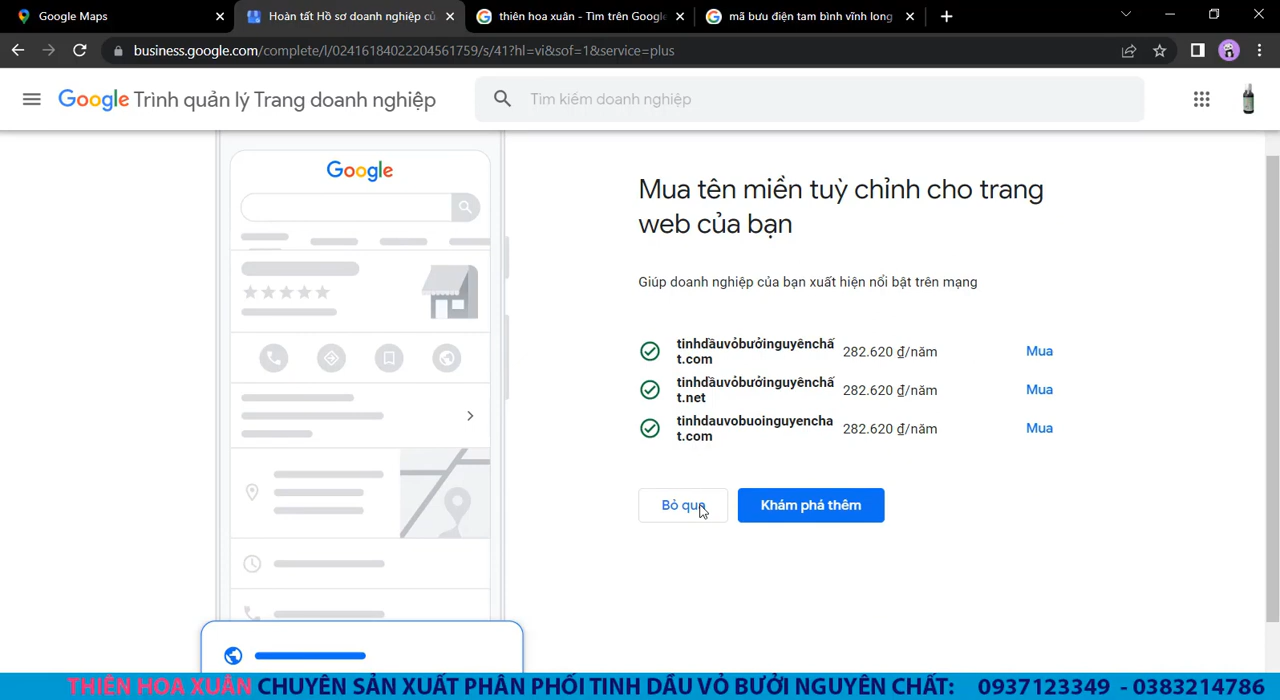 Google Maps
Hoàn tất Hồ sơ doanh nghiệp củ
thiên hoa xuân - Tìm trên Google
mã bưu điện tam bình vĩnh long
business.google.com/complete/l/02416184022204561759/s/41?hl=vi&sof=1&service=plus
Google Trình quản lý Trang doanh nghiệp
Tìm kiếm doanh nghiệp
Google
Mua tên miền tuỳ chỉnh cho trang
web của bạn
Giúp doanh nghiệp của bạn xuất hiện nổi bật trên mạng
tinhdầuvỏbưởinguyênchấ
t.com
282.620 ₫/năm
Mua
tinhdầuvỏbưởinguyênchấ
t.net
282.620 ₫/năm
Mua
tinhdauvobuoinguyencha
t.com
282.620 ₫/năm
Mua
Bỏ qua
Khám phá thêm
THIÊN HOA XUÂN CHUYÊN SẢN XUẤT PHÂN PHỐI TINH DẦU VỎ BƯỞI NGUYÊN CHẤT: 0937123349 - 0383214786